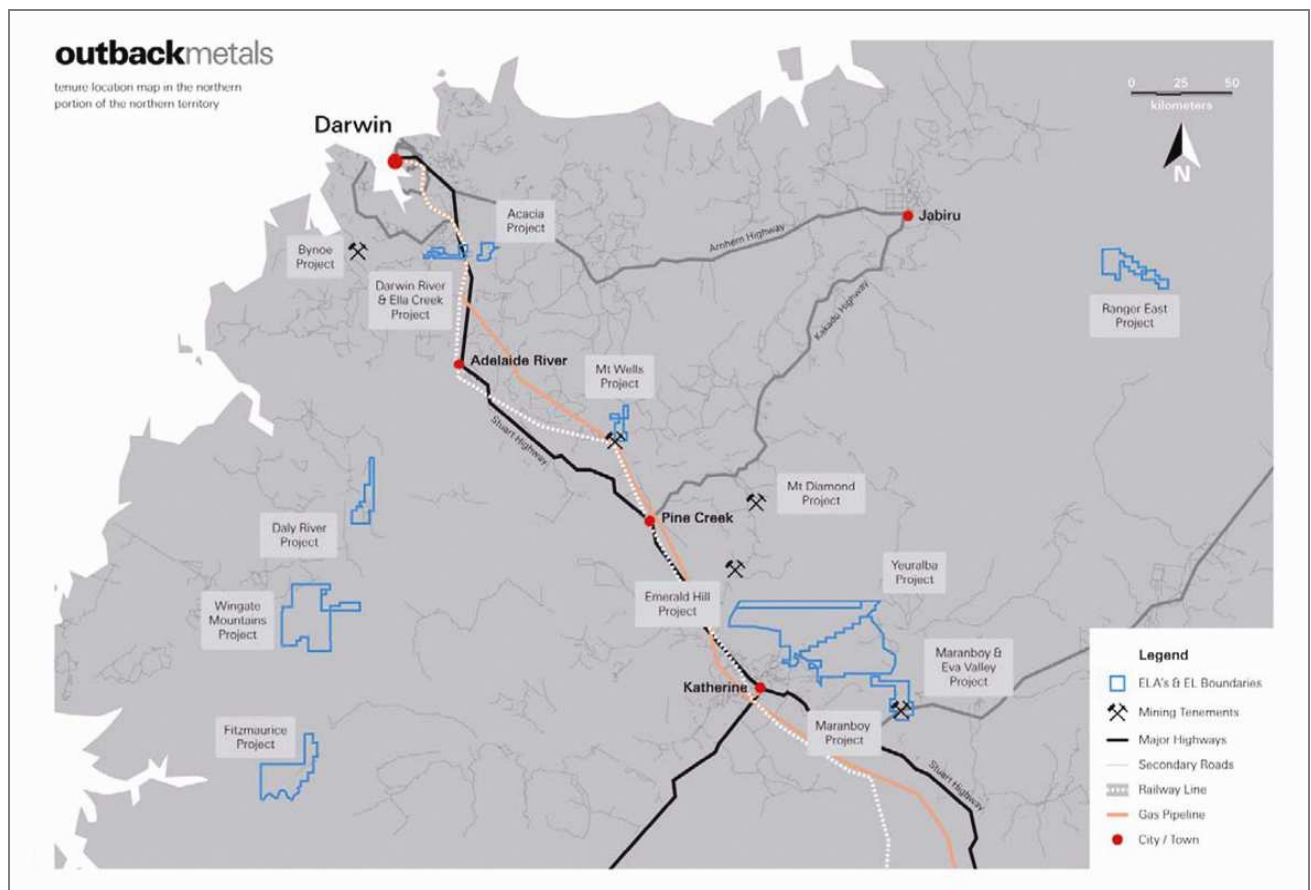 outbackmetals
tenure location map in the northern
portion of the northern territory
0 25 50
kilometers
N
Darwin
Jabiru
Acacia
Project
Arnhem Highway
Bynoe
Project
Darwin River
& Ella Creek
Project
Kakadu Highway
Ranger East
Project
Adelaide River
Mt Wells
Project
Stuart Highway
Mt Diamond
Project
Pine Creek
Daly River
Project
Yeuralba
Project
Emerald Hill
Project
Wingate
Mountains
Project
Maranboy &
Eva Valley
Project
Katherine
Maranboy
Project
Fitzmaurice
Project
Stuart Highway
Legend
ELA's & EL Boundaries
Mining Tenements
Major Highways
Secondary Roads
Railway Line
Gas Pipeline
City / Town